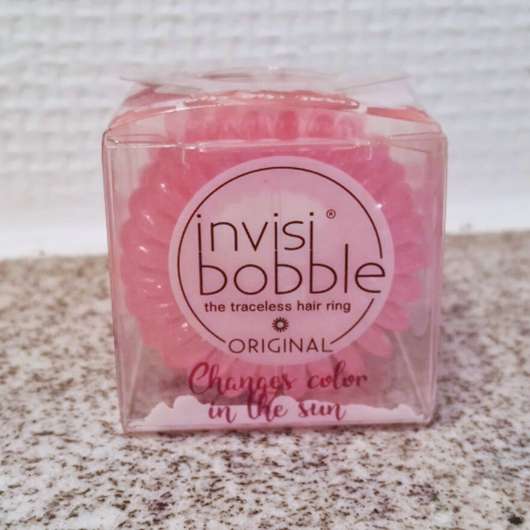 invisi®
bobble
the traceless hair ring
ORIGINAL
Changes color
in the sun